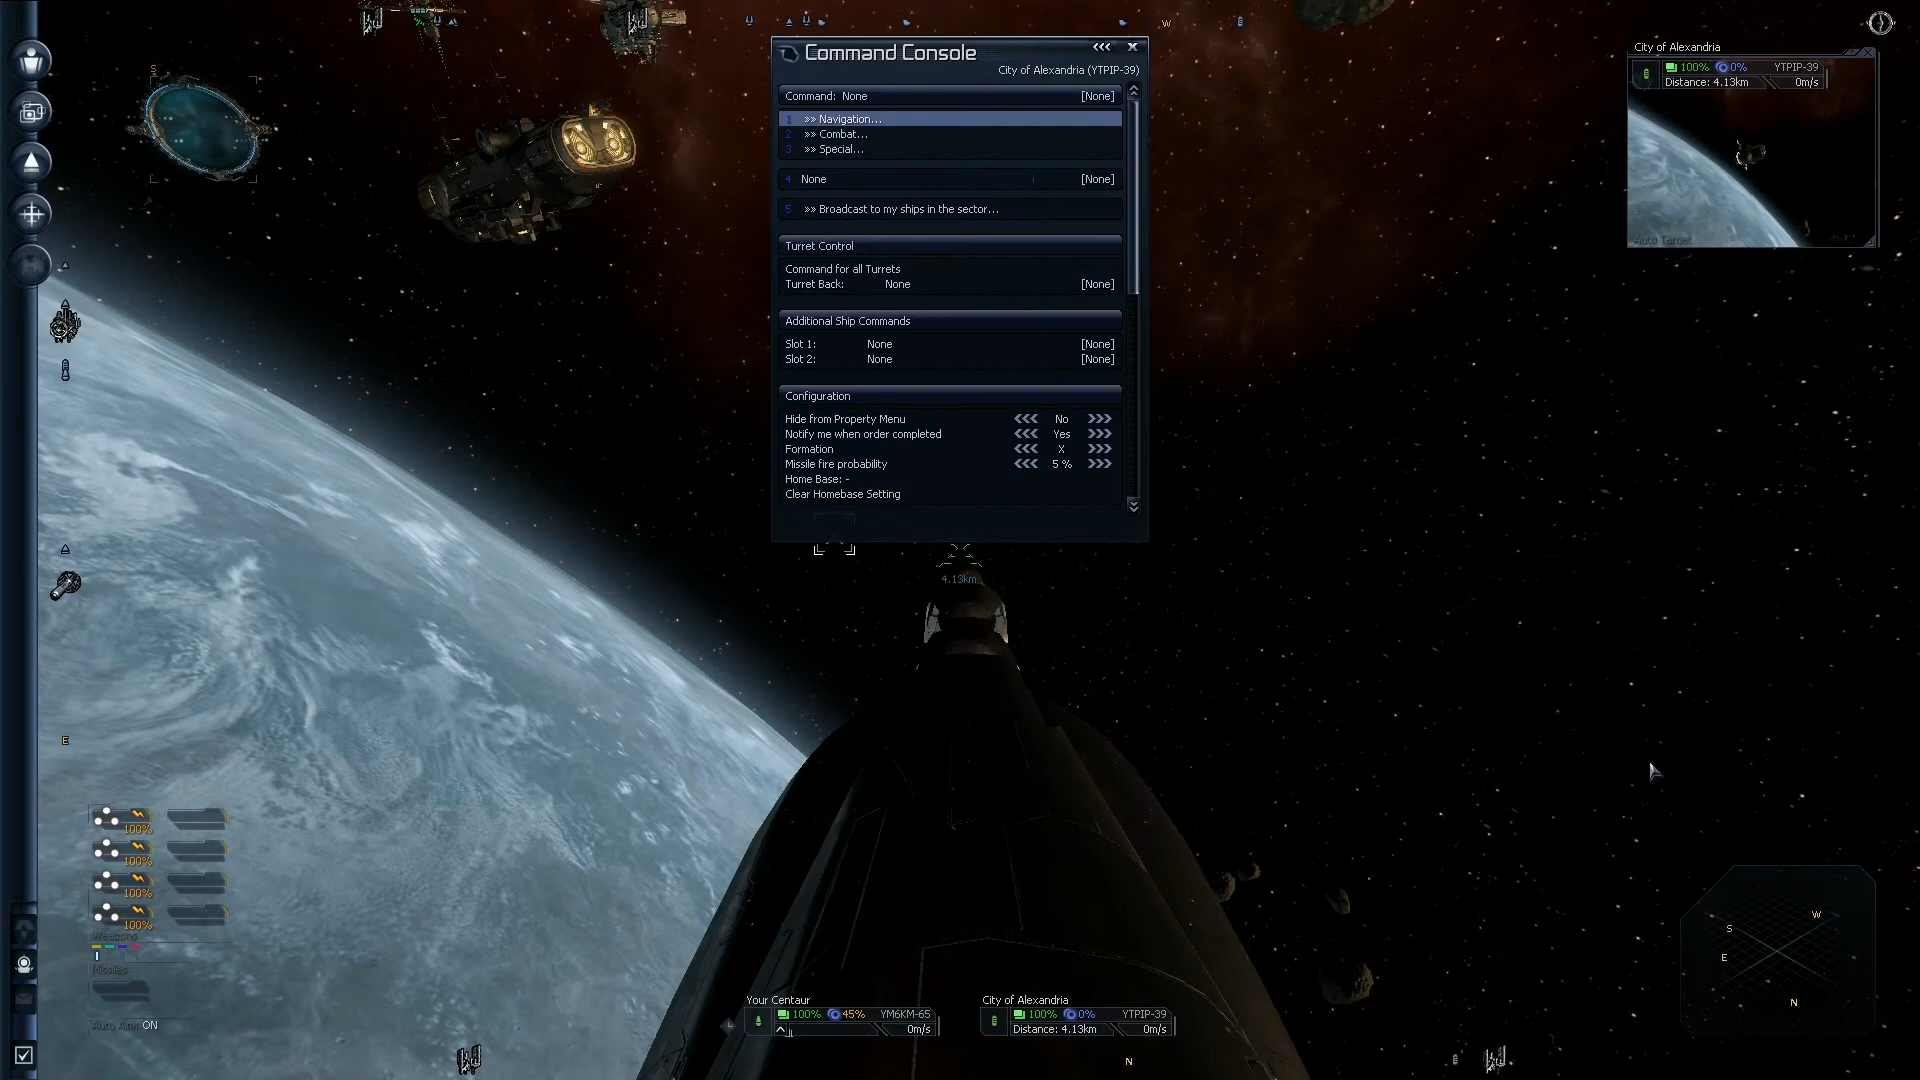 S
W
Command Console
City of Alexandria (YTPIP-39)
Command: None [None]
1 >> Navigation...
2 >> Combat...
3 >> Special...
4 None [None]
5 >> Broadcast to my ships in the sector...
Turret Control
Command for all Turrets
Turret Back: None [None]
Additional Ship Commands
Slot 1: None [None]
Slot 2: None [None]
Configuration
Hide from Property Menu No
Notify me when order completed Yes
Formation X
Missile fire probability 5 %
Home Base: -
Clear Homebase Setting
4.13km
City of Alexandria
100% 0% YTPIP-39
Distance: 4.13km 0m/s
Auto Target
E
100%
100%
100%
100%
Weapons
1
Missiles
Auto Aim ON
Your Centaur
100% 45% YM6KM-65
0m/s
City of Alexandria
100% 0% YTPIP-39
Distance: 4.13km 0m/s
N
W
S
E
N